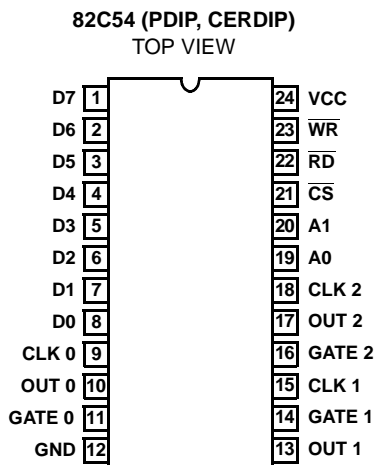 82C54 (PDIP, CERDIP)
TOP VIEW
D7 1 24 VCC
D6 2 23 W̅R̅
D5 3 22 R̅D̅
D4 4 21 C̅S̅
D3 5 20 A1
D2 6 19 A0
D1 7 18 CLK 2
D0 8 17 OUT 2
CLK 0 9 16 GATE 2
OUT 0 10 15 CLK 1
GATE 0 11 14 GATE 1
GND 12 13 OUT 1